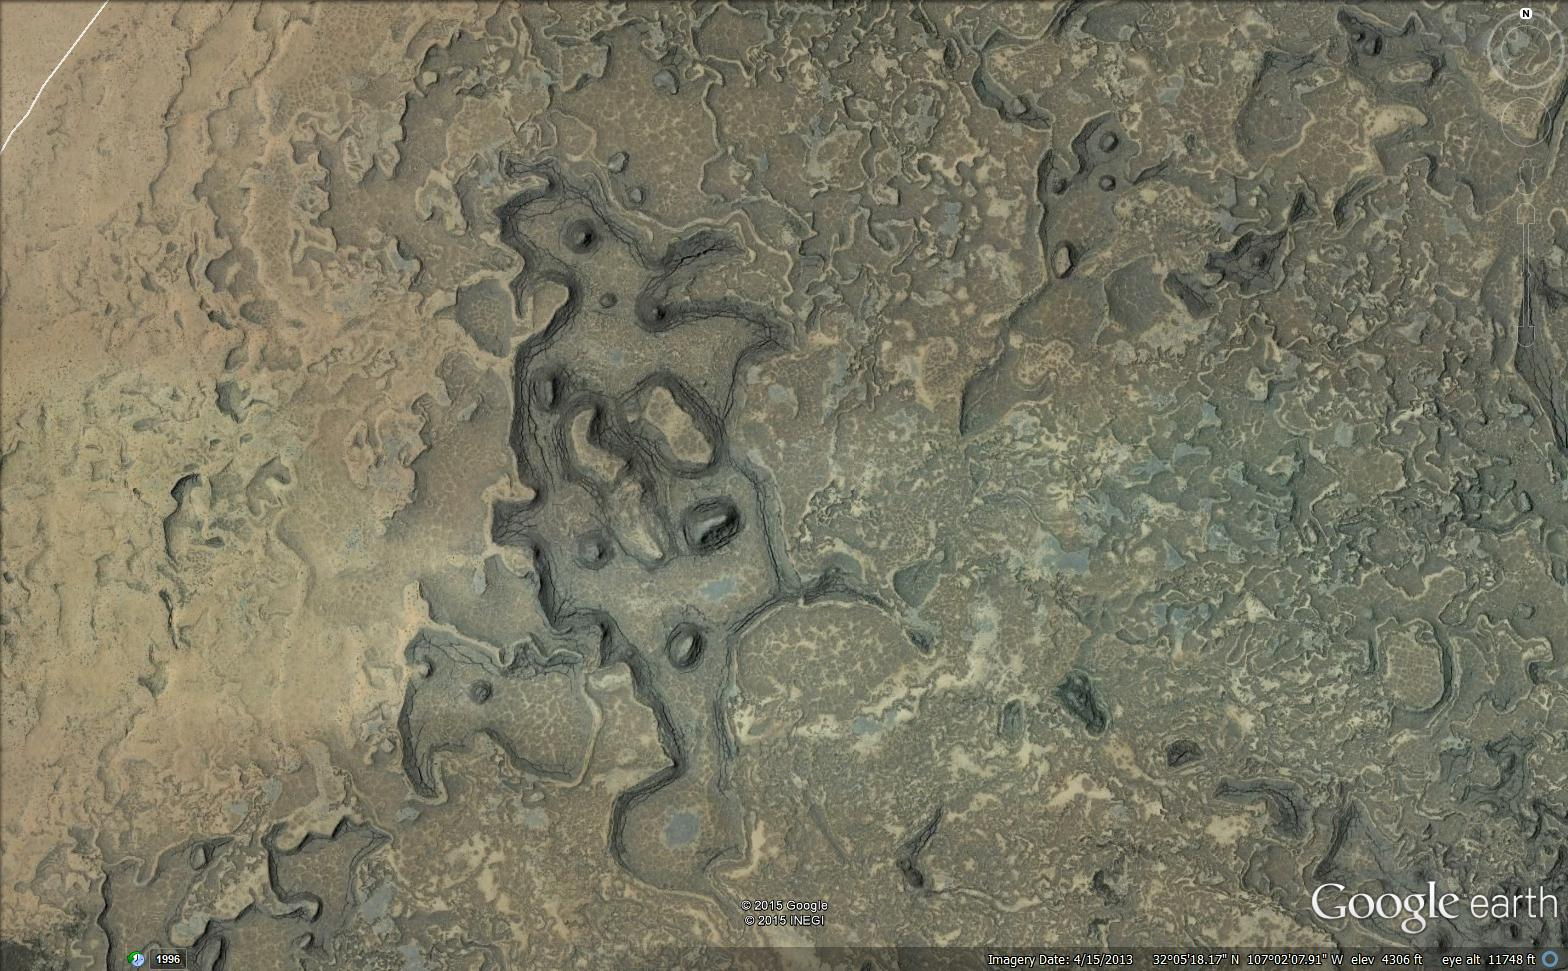 N
© 2015 Google
© 2015 INEGI
Google earth
1996
Imagery Date: 4/15/2013 32°05'18.17" N 107°02'07.91" W elev 4306 ft eye alt 11748 ft